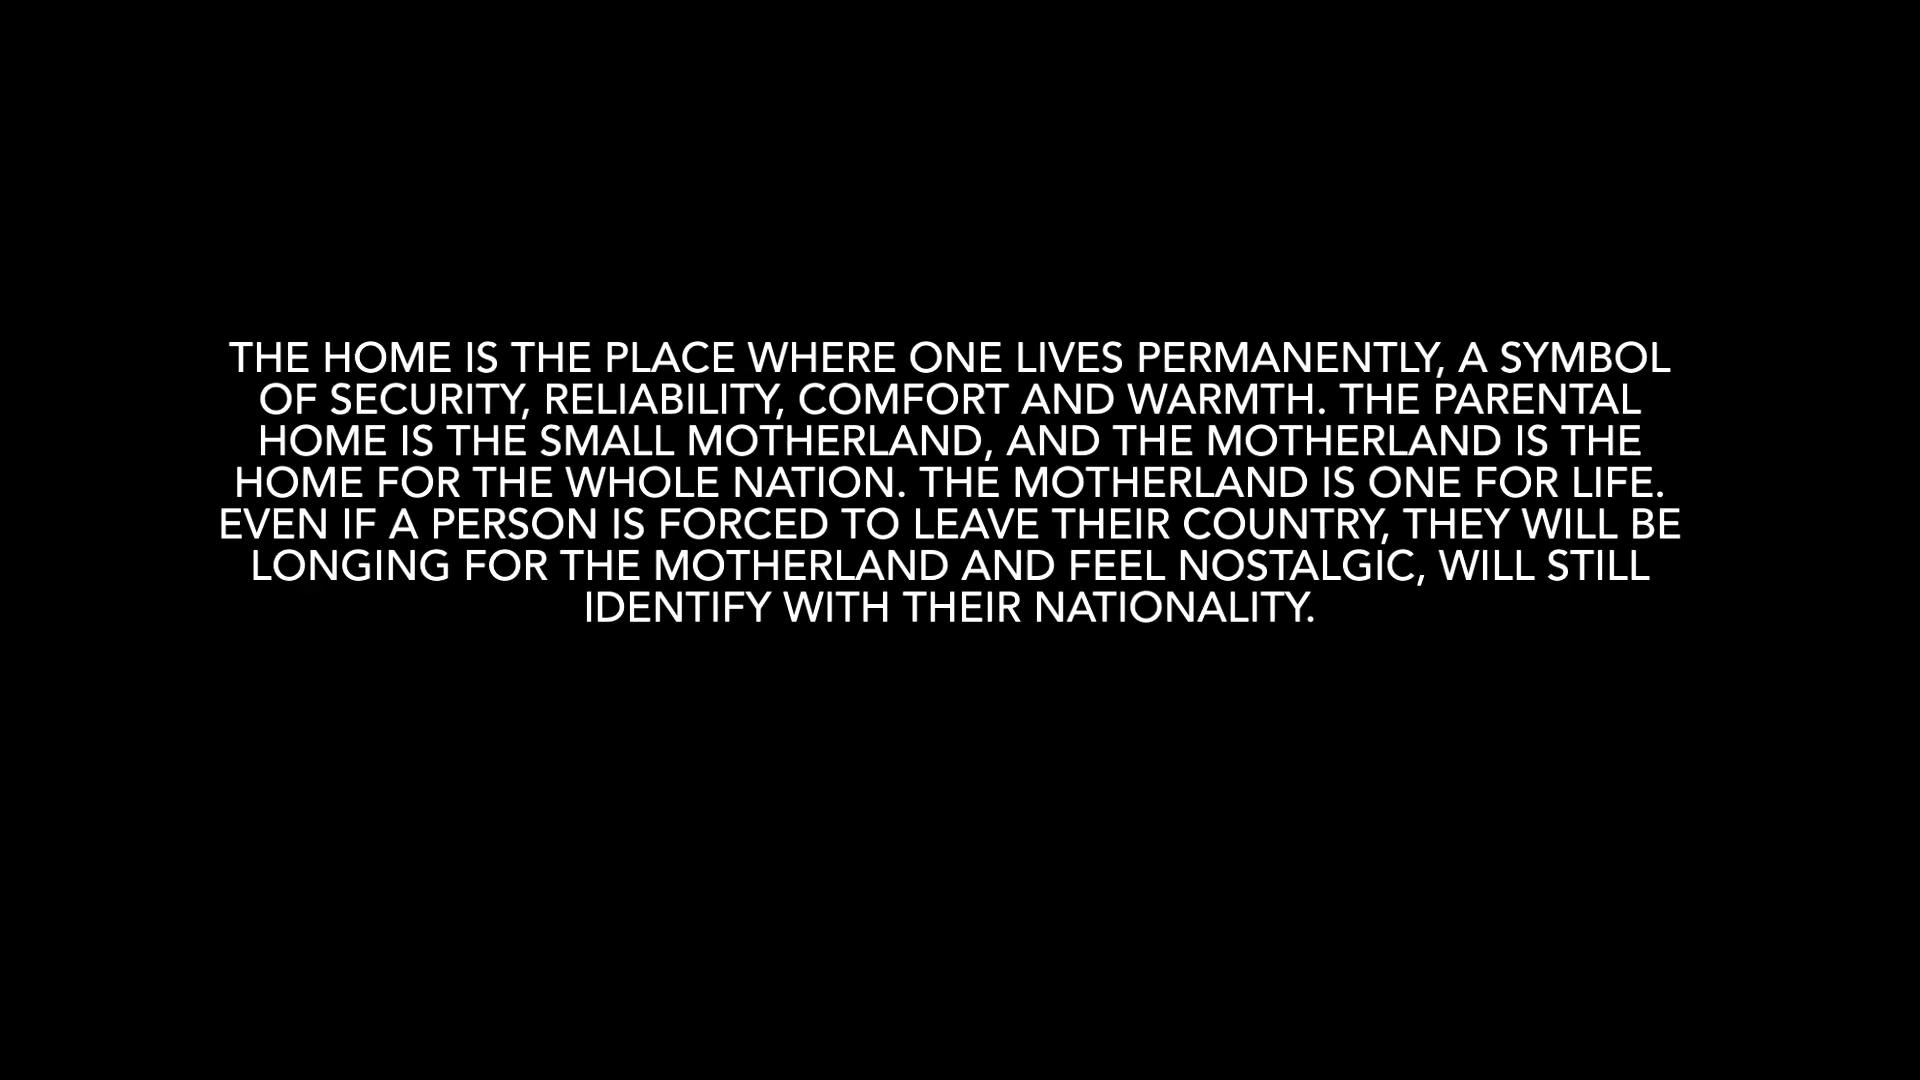 THE HOME IS THE PLACE WHERE ONE LIVES PERMANENTLY, A SYMBOL
OF SECURITY, RELIABILITY, COMFORT AND WARMTH. THE PARENTAL
HOME IS THE SMALL MOTHERLAND, AND THE MOTHERLAND IS THE
HOME FOR THE WHOLE NATION. THE MOTHERLAND IS ONE FOR LIFE.
EVEN IF A PERSON IS FORCED TO LEAVE THEIR COUNTRY, THEY WILL BE
LONGING FOR THE MOTHERLAND AND FEEL NOSTALGIC, WILL STILL
IDENTIFY WITH THEIR NATIONALITY.